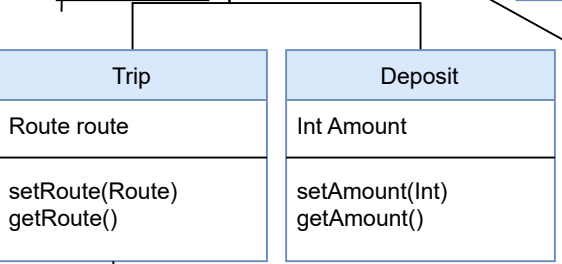 Trip
Route route
setRoute(Route)
getRoute()
Deposit
Int Amount
setAmount(Int)
getAmount()